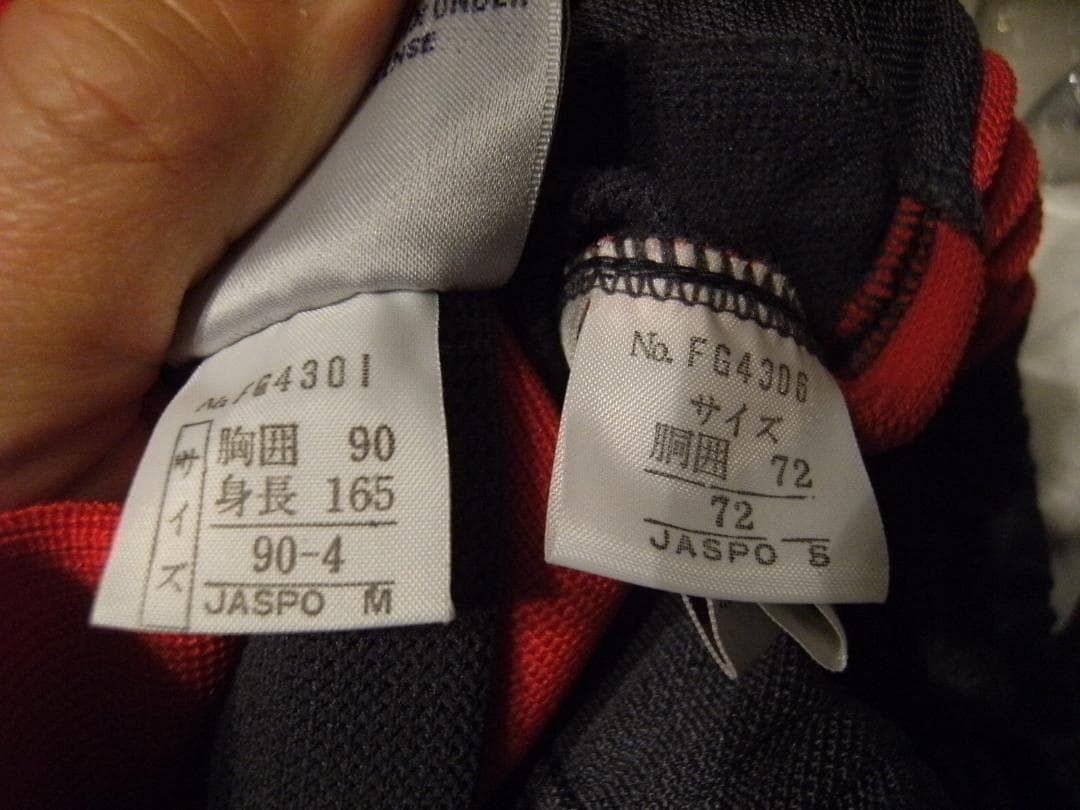 UNDER
No. FG4301
サイズ
胸囲 90
身長 165
90-4
JASPO M
No. FG4306
サイズ
胴囲 72
72
JASPO S